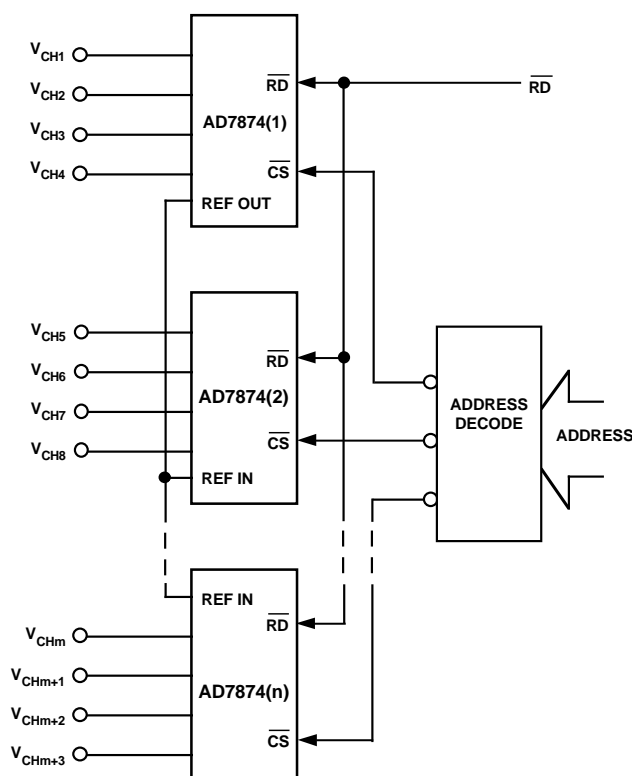 VCH1
VCH2
VCH3
VCH4
RD
AD7874(1)
CS
REF OUT
RD
VCH5
VCH6
VCH7
VCH8
RD
AD7874(2)
CS
REF IN
ADDRESS
DECODE
ADDRESS
REF IN
VCHm
VCHm+1
VCHm+2
VCHm+3
RD
AD7874(n)
CS